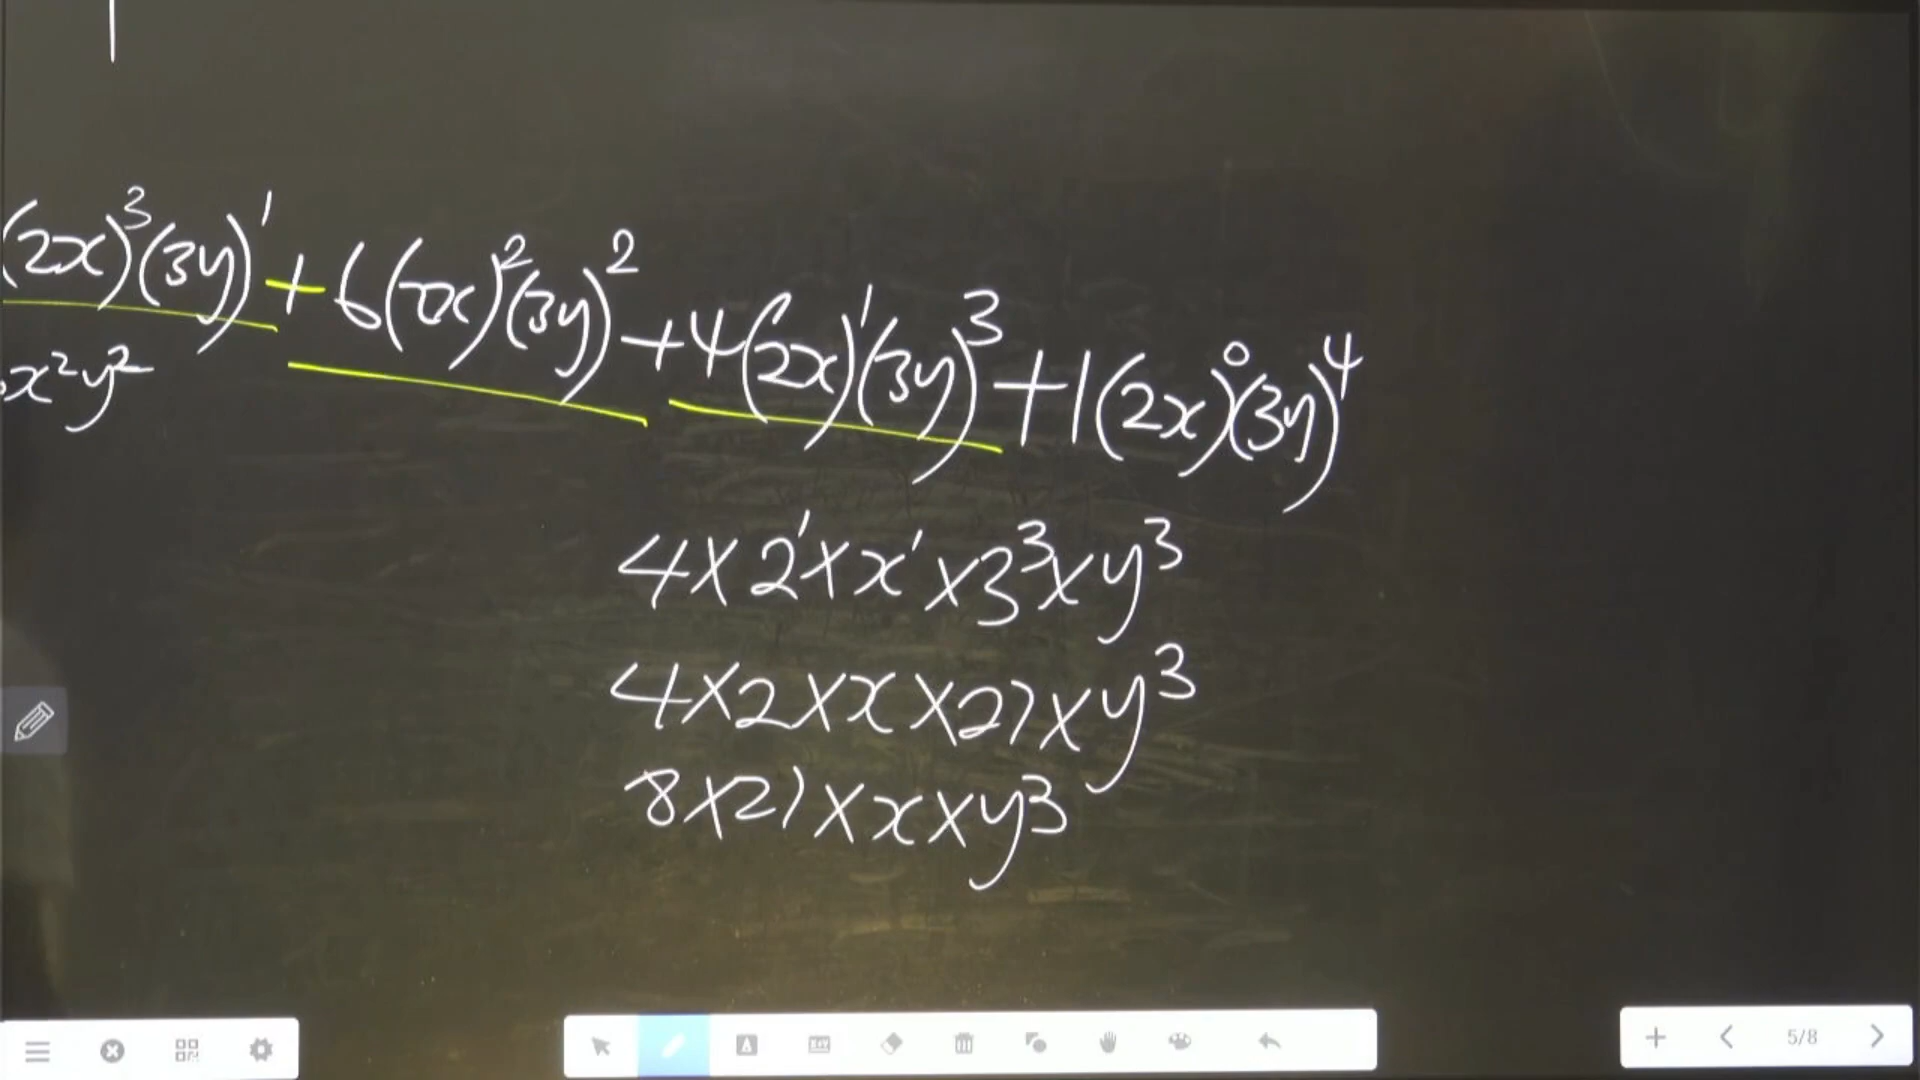 (2x)³(3y)¹ + 6(2x)²(3y)² + 4(2x)¹(3y)³ + 1(2x)⁰(3y)⁴
x²y²
4 × 2¹ × x¹ × 3³ × y³
4 × 2 × x × 27 × y³
8 × 27 × x × y³
5/8